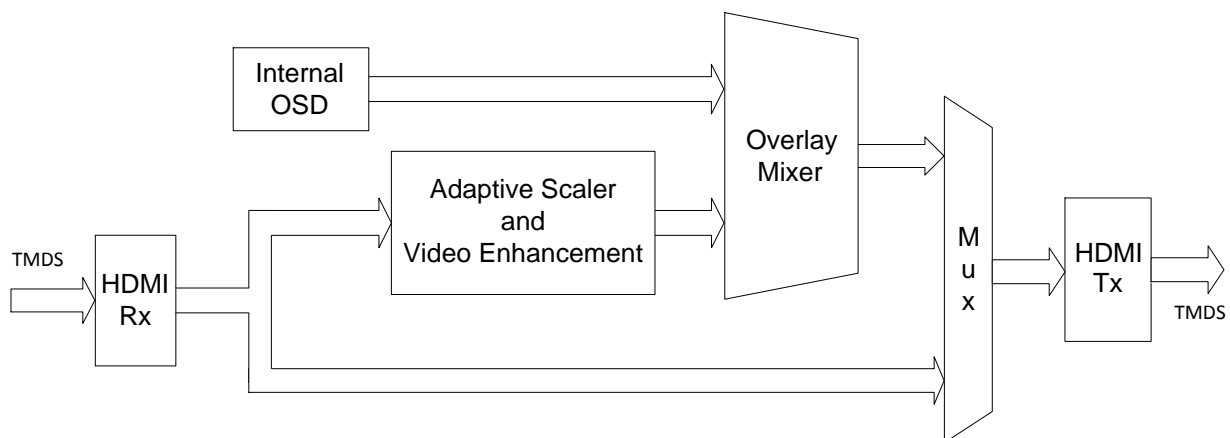 Internal
OSD
Overlay
Mixer
Adaptive Scaler
and
Video Enhancement
TMDS
HDMI
Rx
M
u
x
HDMI
Tx
TMDS